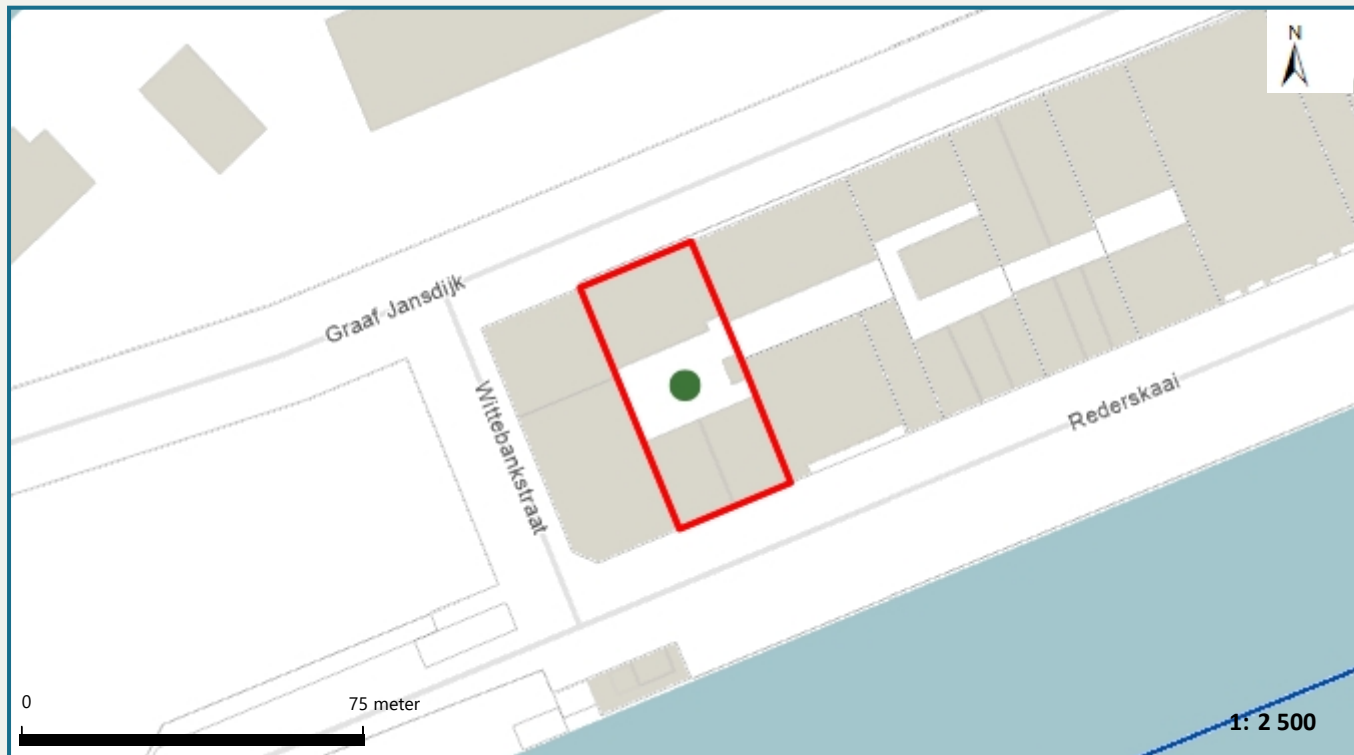 N
Graaf Jansdijk
Wittebankstraat
Rederskaai
0
75 meter
1: 2 500